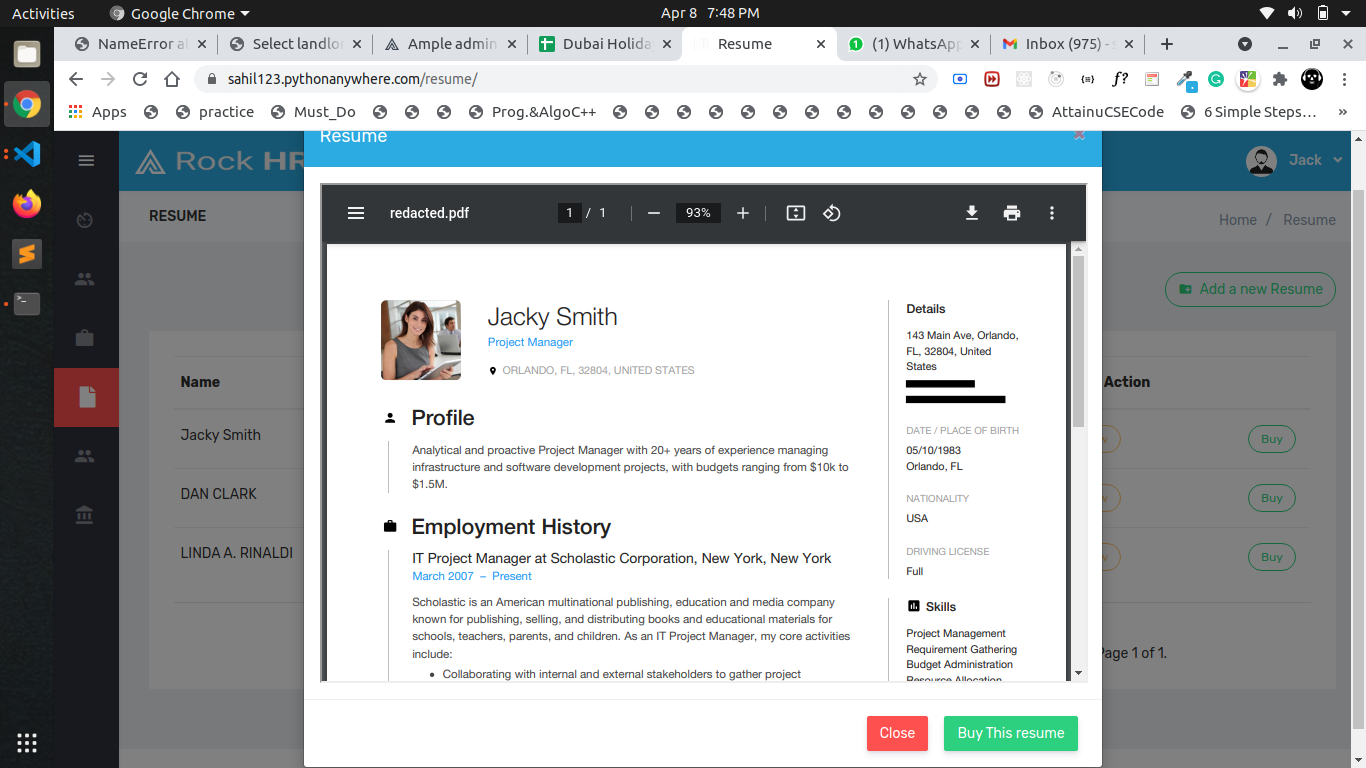 Activities Google Chrome Apr 8 7:48 PM
NameError a Select landlo Ample admin Dubai Holida Resume (1) WhatsApp Inbox (975) - s
sahil123.pythonanywhere.com/resume/ f?
Apps practice Must_Do Prog.&AlgoC++ AttainuCSECode 6 Simple Steps… »
Resume
Rock HR Jack
RESUME Home / Resume
redacted.pdf 1 / 1 93%
Add a new Resume
Name Action
Jacky Smith Buy
DAN CLARK Buy
LINDA A. RINALDI Buy
Page 1 of 1.
Jacky Smith
Project Manager
ORLANDO, FL, 32804, UNITED STATES
Profile
Analytical and proactive Project Manager with 20+ years of experience managing
infrastructure and software development projects, with budgets ranging from $10k to
$1.5M.
Employment History
IT Project Manager at Scholastic Corporation, New York, New York
March 2007 – Present
Scholastic is an American multinational publishing, education and media company
known for publishing, selling, and distributing books and educational materials for
schools, teachers, parents, and children. As an IT Project Manager, my core activities
include:
• Collaborating with internal and external stakeholders to gather project
Details
143 Main Ave, Orlando,
FL, 32804, United
States
DATE / PLACE OF BIRTH
05/10/1983
Orlando, FL
NATIONALITY
USA
DRIVING LICENSE
Full
Skills
Project Management
Requirement Gathering
Budget Administration
Resource Allocation
Close Buy This resume